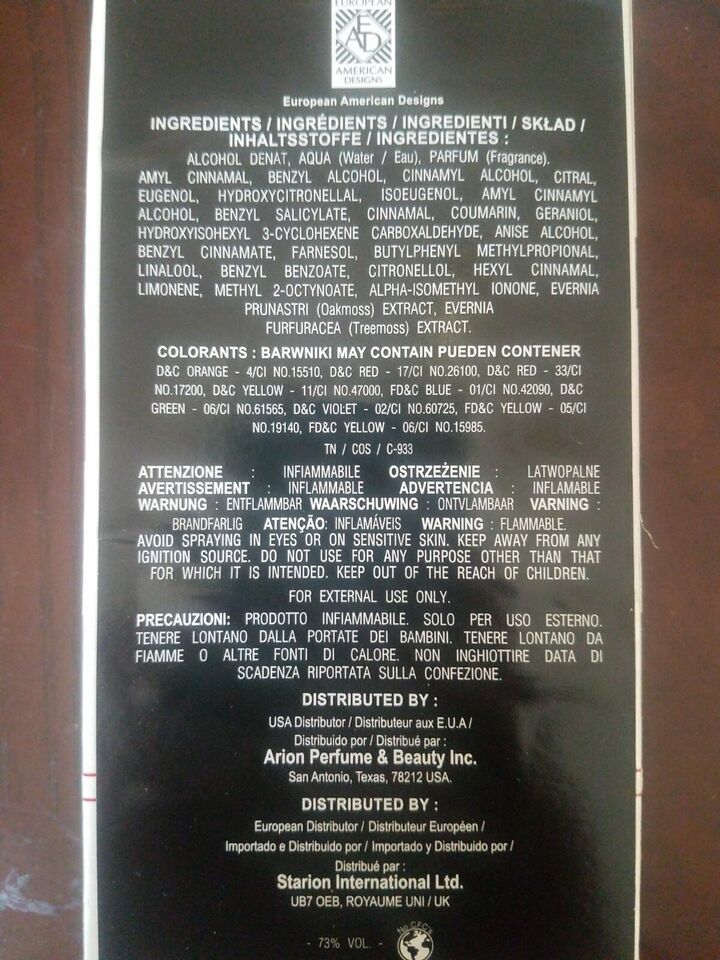 EUROPEAN
EAD
AMERICAN
DESIGNS
European American Designs
INGREDIENTS / INGRÉDIENTS / INGREDIENTI / SKŁAD /
INHALTSSTOFFE / INGREDIENTES :
ALCOHOL DENAT, AQUA (Water / Eau), PARFUM (Fragrance).
AMYL CINNAMAL, BENZYL ALCOHOL, CINNAMYL ALCOHOL, CITRAL,
EUGENOL, HYDROXYCITRONELLAL, ISOEUGENOL, AMYL CINNAMYL
ALCOHOL, BENZYL SALICYLATE, CINNAMAL, COUMARIN, GERANIOL,
HYDROXYISOHEXYL 3-CYCLOHEXENE CARBOXALDEHYDE, ANISE ALCOHOL,
BENZYL CINNAMATE, FARNESOL, BUTYLPHENYL METHYLPROPIONAL,
LINALOOL, BENZYL BENZOATE, CITRONELLOL, HEXYL CINNAMAL,
LIMONENE, METHYL 2-OCTYNOATE, ALPHA-ISOMETHYL IONONE, EVERNIA
PRUNASTRI (Oakmoss) EXTRACT, EVERNIA
FURFURACEA (Treemoss) EXTRACT.
COLORANTS : BARWNIKI MAY CONTAIN PUEDEN CONTENER
D&C ORANGE - 4/CI NO.15510, D&C RED - 17/CI NO.26100, D&C RED - 33/CI
NO.17200, D&C YELLOW - 11/CI NO.47000, FD&C BLUE - 01/CI NO.42090, D&C
GREEN - 06/CI NO.61565, D&C VIOLET - 02/CI NO.60725, FD&C YELLOW - 05/CI
NO.19140, FD&C YELLOW - 06/CI NO.15985.
TN / COS / C-933
ATTENZIONE : INFIAMMABILE OSTRZEŻENIE : LATWOPALNE
AVERTISSEMENT : INFLAMMABLE ADVERTENCIA : INFLAMABLE
WARNUNG : ENTFLAMMBAR WAARSCHUWING : ONTVLAMBAAR VARNING :
BRANDFARLIG ATENÇÃO: INFLAMÁVEIS WARNING : FLAMMABLE.
AVOID SPRAYING IN EYES OR ON SENSITIVE SKIN. KEEP AWAY FROM ANY
IGNITION SOURCE. DO NOT USE FOR ANY PURPOSE OTHER THAN THAT
FOR WHICH IT IS INTENDED. KEEP OUT OF THE REACH OF CHILDREN.
FOR EXTERNAL USE ONLY.
PRECAUZIONI: PRODOTTO INFIAMMABILE. SOLO PER USO ESTERNO.
TENERE LONTANO DALLA PORTATE DEI BAMBINI. TENERE LONTANO DA
FIAMME O ALTRE FONTI DI CALORE. NON INGHIOTTIRE DATA DI
SCADENZA RIPORTATA SULLA CONFEZIONE.
DISTRIBUTED BY :
USA Distributor / Distributeur aux E.U.A /
Distribuido por / Distribué par :
Arion Perfume & Beauty Inc.
San Antonio, Texas, 78212 USA.
DISTRIBUTED BY :
European Distributor / Distributeur Européen /
Importado e Distribuido por / Importado y Distribuido por /
Distribué par :
Starion International Ltd.
UB7 OEB, ROYAUME UNI / UK
- 73% VOL. -
No C.F.C's